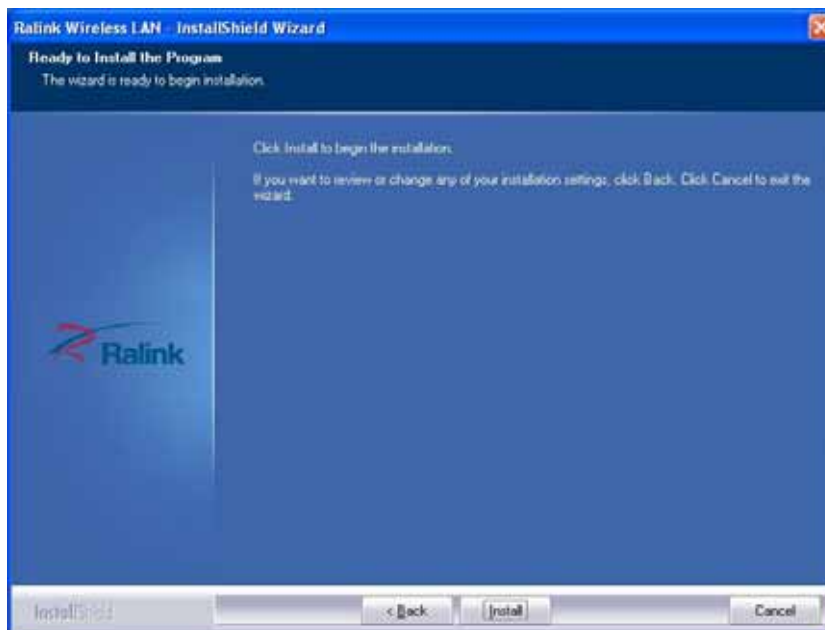 Ralink Wireless LAN - InstallShield Wizard
Ready to Install the Program
The wizard is ready to begin installation.
Click Install to begin the installation.
If you want to review or change any of your installation settings, click Back. Click Cancel to exit the
wizard.
Ralink
InstallShield
< Back
Install
Cancel